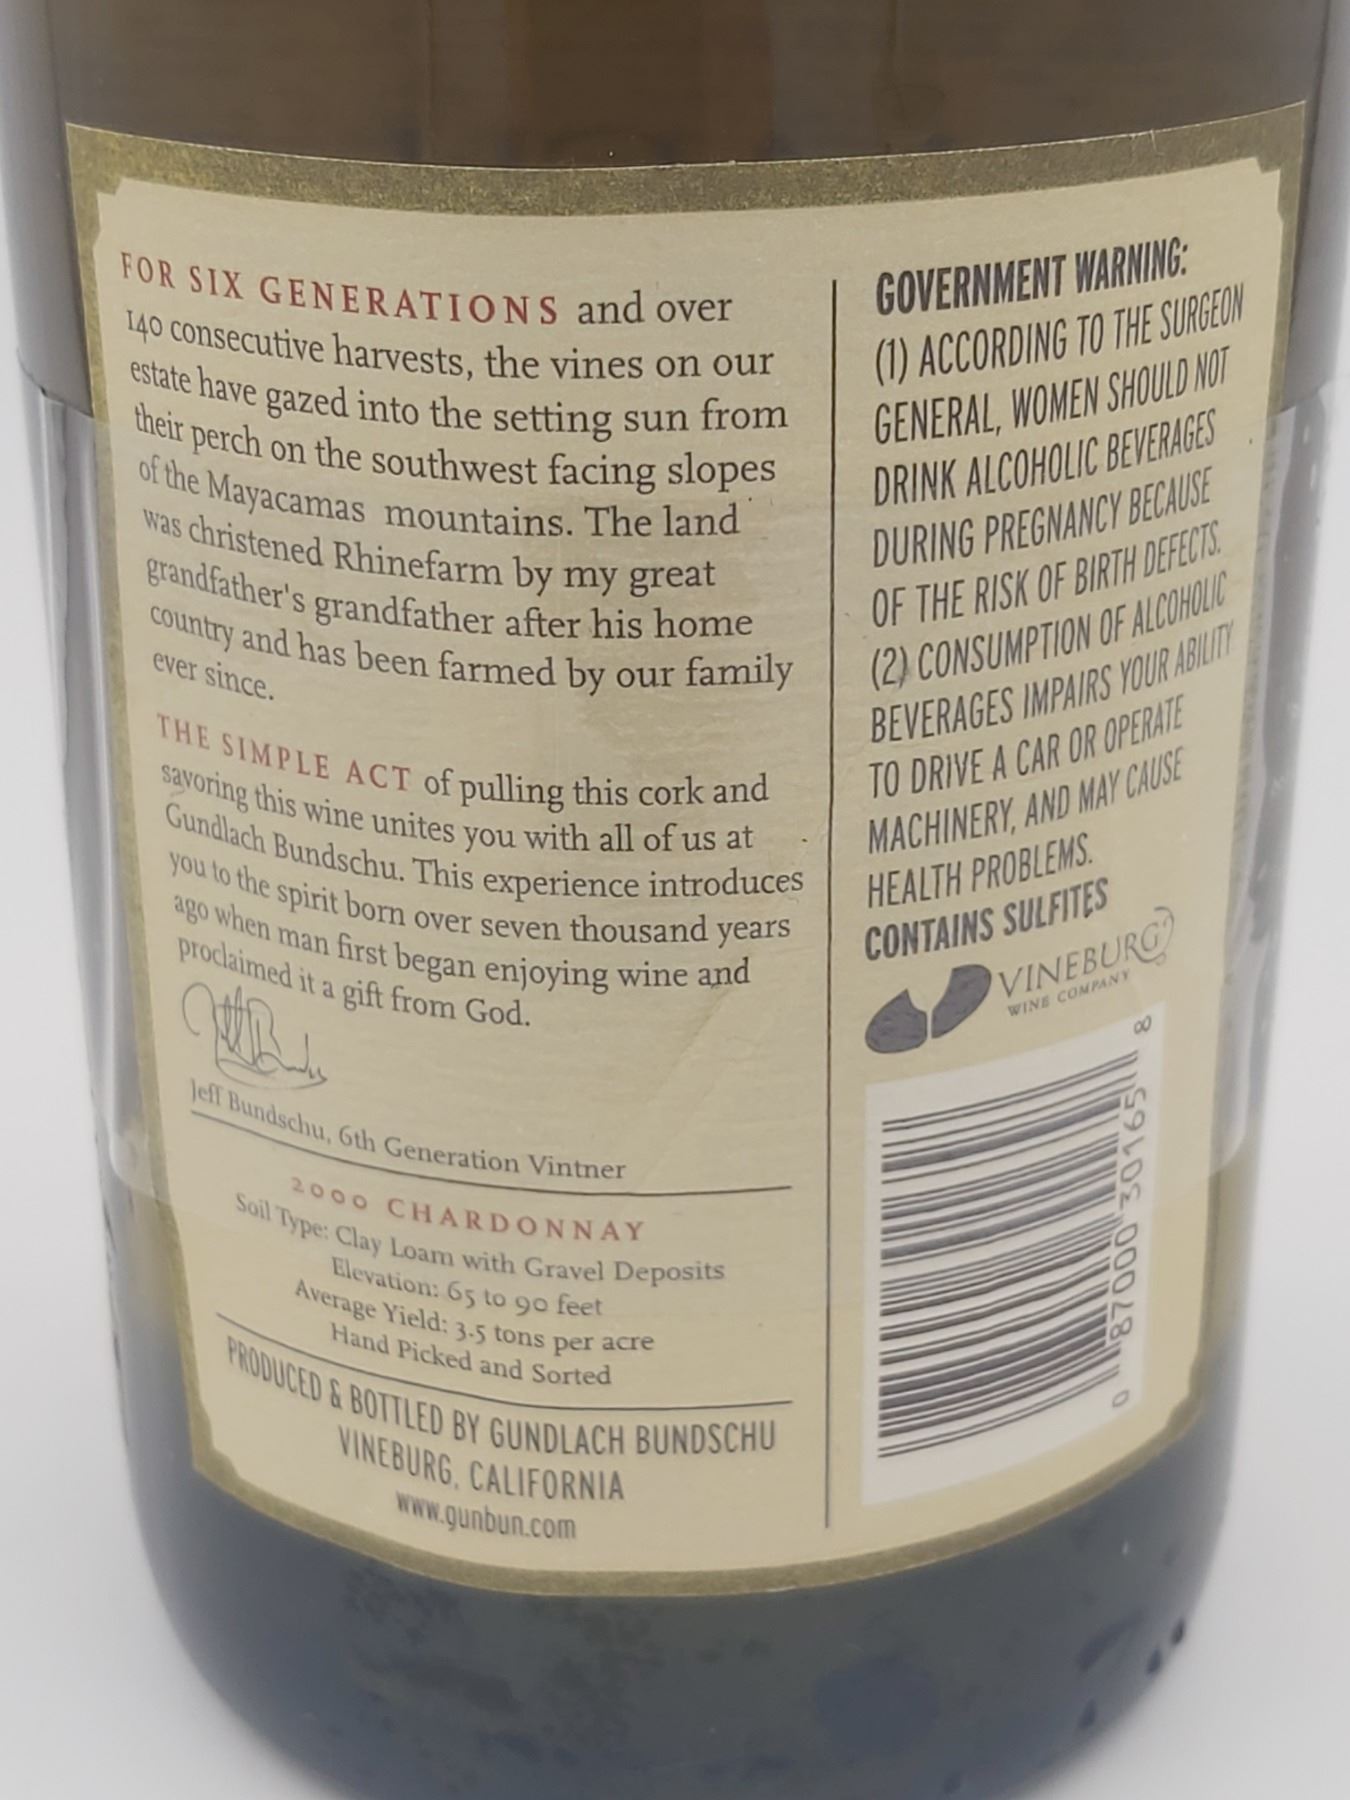 FOR SIX GENERATIONS and over
140 consecutive harvests, the vines on our
estate have gazed into the setting sun from
their perch on the southwest facing slopes
of the Mayacamas mountains. The land
was christened Rhinefarm by my great
grandfather's grandfather after his home
country and has been farmed by our family
ever since.
THE SIMPLE ACT of pulling this cork and
savoring this wine unites you with all of us at
Gundlach Bundschu. This experience introduces
you to the spirit born over seven thousand years
ago when man first began enjoying wine and
proclaimed it a gift from God.
Jeff Bundschu, 6th Generation Vintner
2000 CHARDONNAY
Soil Type: Clay Loam with Gravel Deposits
Elevation: 65 to 90 feet
Average Yield: 3.5 tons per acre
Hand Picked and Sorted
PRODUCED & BOTTLED BY GUNDLACH BUNDSCHU
VINEBURG, CALIFORNIA
www.gunbun.com
GOVERNMENT WARNING:
(1) ACCORDING TO THE SURGEON
GENERAL, WOMEN SHOULD NOT
DRINK ALCOHOLIC BEVERAGES
DURING PREGNANCY BECAUSE
OF THE RISK OF BIRTH DEFECTS.
(2) CONSUMPTION OF ALCOHOLIC
BEVERAGES IMPAIRS YOUR ABILITY
TO DRIVE A CAR OR OPERATE
MACHINERY, AND MAY CAUSE
HEALTH PROBLEMS.
CONTAINS SULFITES
VINEBURG
WINE COMPANY
0 87000 30165 8